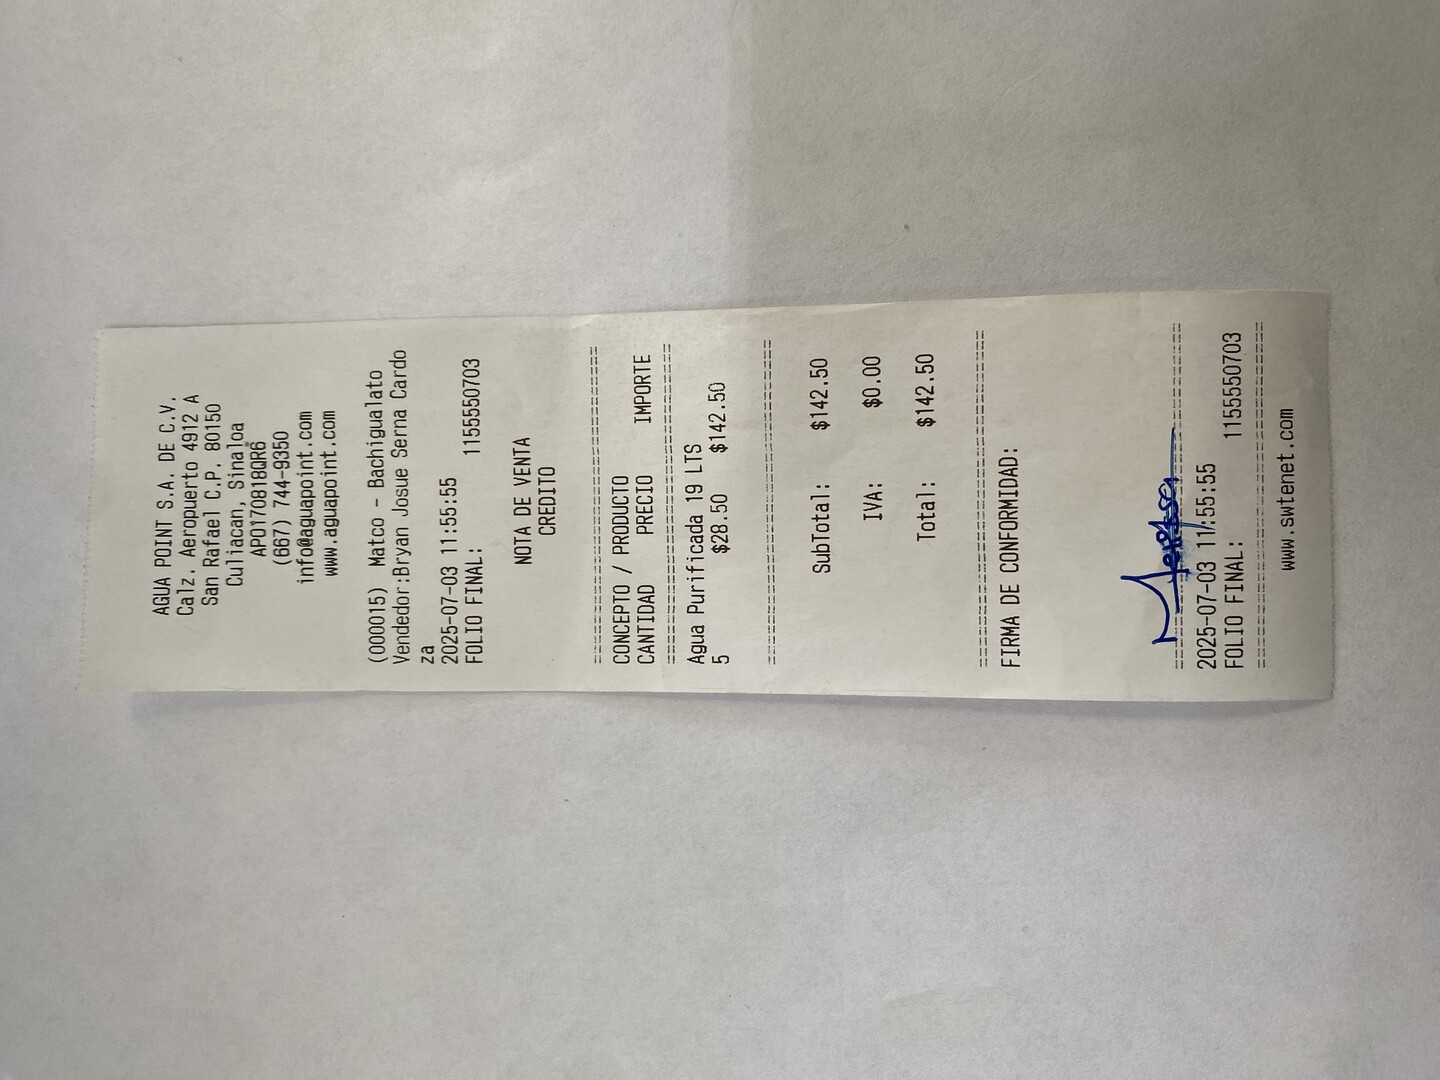 AGUA POINT S.A. DE C.V.
Calz. Aeropuerto 4912 A
San Rafael C.P. 80150
Culiacan, Sinaloa
APO170818QR6
(667) 744-9350
info@aguapoint.com
www.aguapoint.com
(000015) Matco - Bachigualato
Vendedor:Bryan Josue Serna Cardo
za
2025-07-03 11:55:55
FOLIO FINAL: 1155550703
NOTA DE VENTA
CREDITO
================================
CONCEPTO / PRODUCTO
CANTIDAD PRECIO IMPORTE
================================
Agua Purificada 19 LTS
5 $28.50 $142.50
================================
SubTotal: $142.50
IVA: $0.00
Total: $142.50
================================
FIRMA DE CONFORMIDAD:
================================
2025-07-03 11:55:55
FOLIO FINAL: 1155550703
================================
www.swtenet.com